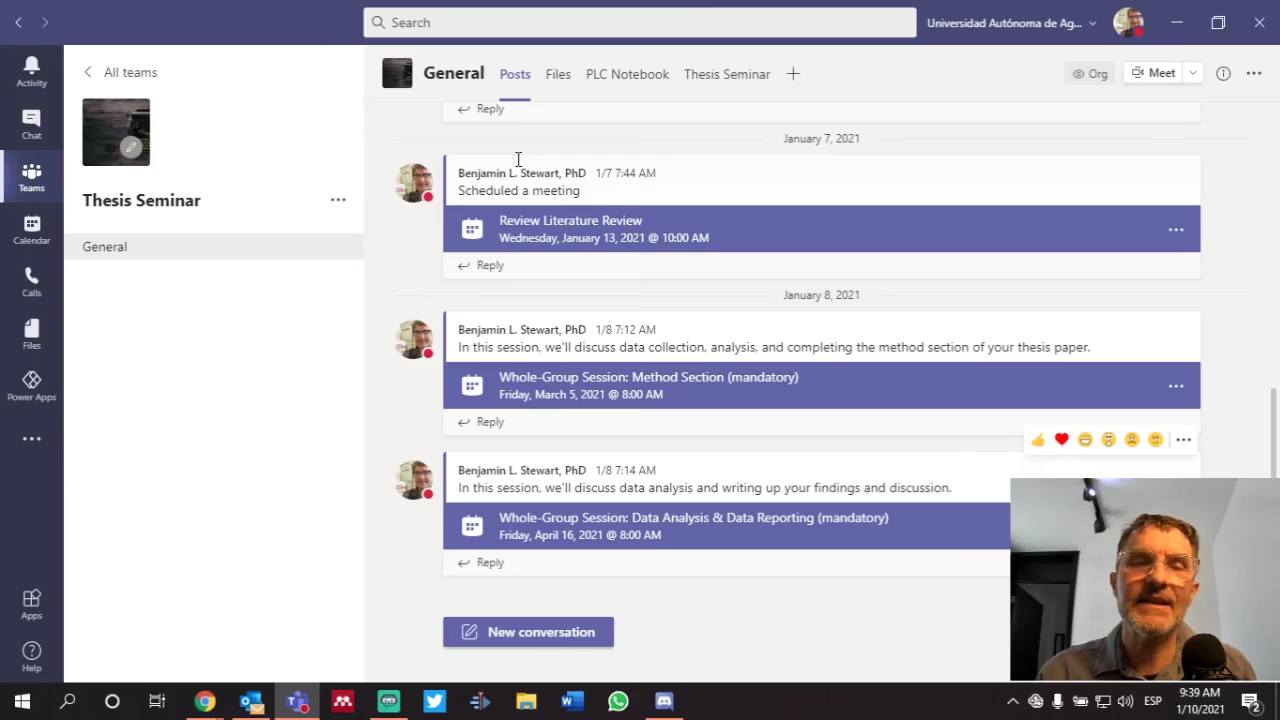 Search
Universidad Autónoma de Ag...
Activity
Chat
Teams
Calendar
Calls
Files
Power Apps
Apps
Help
All teams
Thesis Seminar
General
General Posts Files PLC Notebook Thesis Seminar
Org Meet
Reply
January 7, 2021
Benjamin L. Stewart, PhD 1/7 7:44 AM
Scheduled a meeting
Review Literature Review
Wednesday, January 13, 2021 @ 10:00 AM
Reply
January 8, 2021
Benjamin L. Stewart, PhD 1/8 7:12 AM
In this session, we'll discuss data collection, analysis, and completing the method section of your thesis paper.
Whole-Group Session: Method Section (mandatory)
Friday, March 5, 2021 @ 8:00 AM
Reply
Benjamin L. Stewart, PhD 1/8 7:14 AM
In this session, we'll discuss data analysis and writing up your findings and discussion.
Whole-Group Session: Data Analysis & Data Reporting (mandatory)
Friday, April 16, 2021 @ 8:00 AM
Reply
New conversation
ESP
9:39 AM
1/10/2021
2